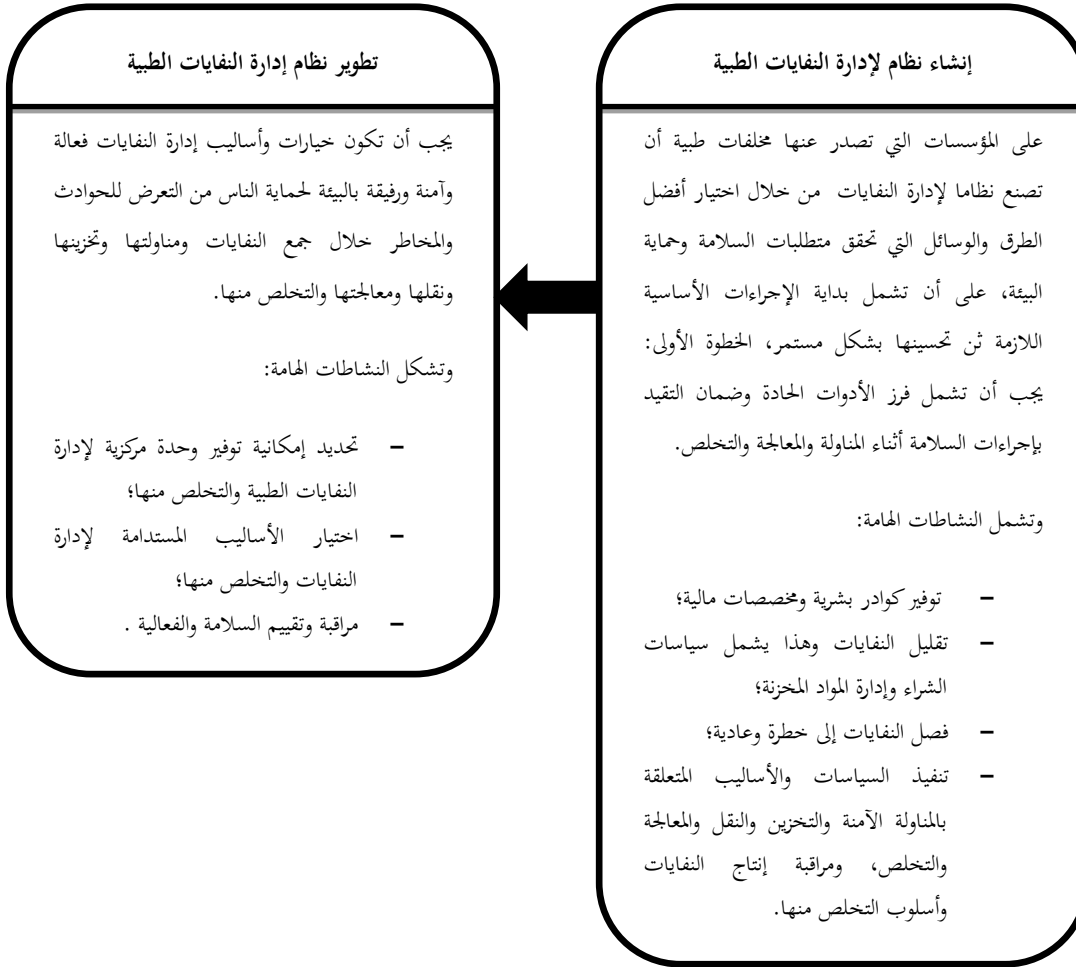 إنشاء نظام لإدارة النفايات الطبية
على المؤسسات التي تصدر عنها مخلفات طبية أن
تصنع نظاما لإدارة النفايات من خلال اختيار أفضل
الطرق والوسائل التي تحقق متطلبات السلامة وحماية
البيئة، على أن تشمل بداية الإجراءات الأساسية
اللازمة ثن تحسينها بشكل مستمر، الخطوة الأولى:
يجب أن تشمل فرز الأدوات الحادة وضمان التقيد
بإجراءات السلامة أثناء المناولة والمعالجة والتخلص.
وتشمل النشاطات الهامة:
– توفير كوادر بشرية ومخصصات مالية؛
– تقليل النفايات وهذا يشمل سياسات
الشراء وإدارة المواد المخزنة؛
– فصل النفايات إلى خطرة وعادية؛
– تنفيذ السياسات والأساليب المتعلقة
بالمناولة الآمنة والتخزين والنقل والمعالجة
والتخلص، ومراقبة إنتاج النفايات
وأسلوب التخلص منها.
تطوير نظام إدارة النفايات الطبية
يجب أن تكون خيارات وأساليب إدارة النفايات فعالة
وآمنة ورفيقة بالبيئة لحماية الناس من التعرض للحوادث
والمخاطر خلال جمع النفايات ومناولتها وتخزينها
ونقلها ومعالجتها والتخلص منها.
وتشكل النشاطات الهامة:
– تحديد إمكانية توفير وحدة مركزية لإدارة
النفايات الطبية والتخلص منها؛
– اختيار الأساليب المستدامة لإدارة
النفايات والتخلص منها؛
– مراقبة وتقييم السلامة والفعالية .